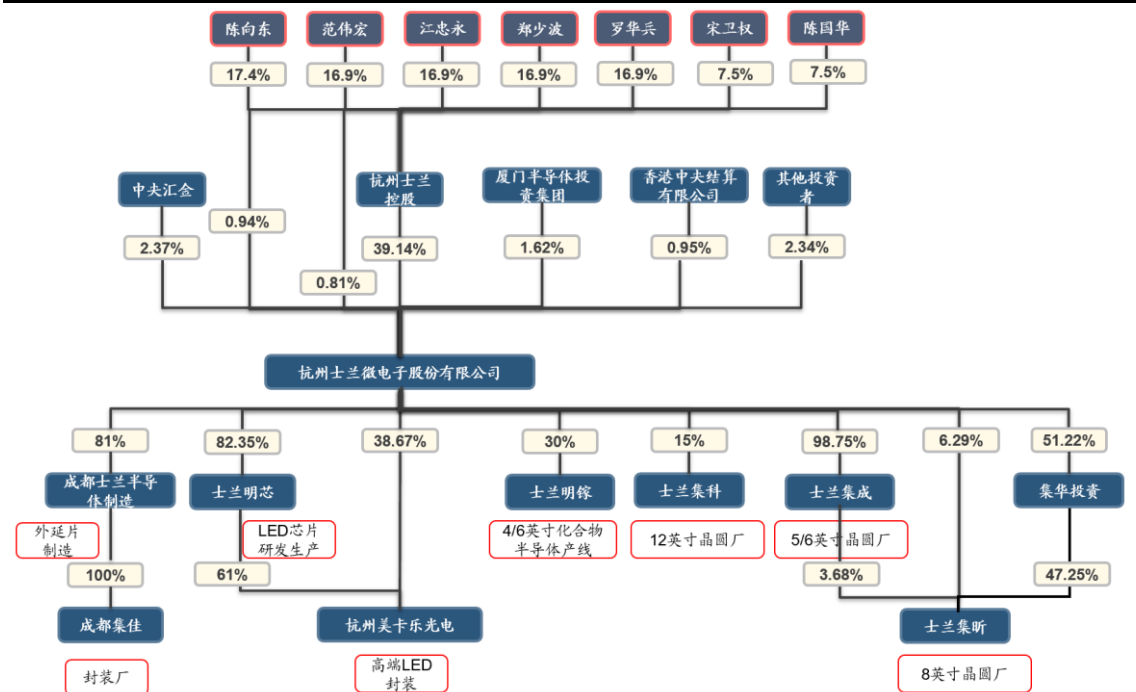 陈向东
范伟宏
江忠永
郑少波
罗华兵
宋卫权
陈国华
17.4%
16.9%
16.9%
16.9%
16.9%
7.5%
7.5%
中央汇金
杭州士兰
控股
厦门半导体投
资集团
香港中央结算
有限公司
其他投资
者
0.94%
2.37%
39.14%
1.62%
0.95%
2.34%
0.81%
杭州士兰微电子股份有限公司
81%
82.35%
38.67%
30%
15%
98.75%
6.29%
51.22%
成都士兰半导
体制造
士兰明芯
士兰明镓
士兰集科
士兰集成
集华投资
外延片
制造
LED芯片
研发生产
4/6英寸化合物
半导体产线
12英寸晶圆厂
5/6英寸晶圆厂
100%
61%
3.68%
47.25%
成都集佳
杭州美卡乐光电
士兰集昕
封装厂
高端LED
封装
8英寸晶圆厂